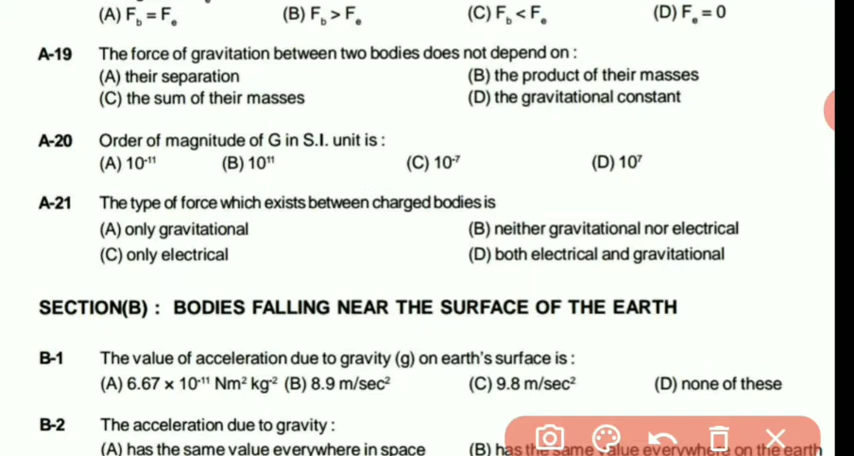 (A) F_b = F_e (B) F_b > F_e (C) F_b < F_e (D) F_e = 0
A-19 The force of gravitation between two bodies does not depend on :
(A) their separation (B) the product of their masses
(C) the sum of their masses (D) the gravitational constant
A-20 Order of magnitude of G in S.I. unit is :
(A) 10⁻¹¹ (B) 10¹¹ (C) 10⁻⁷ (D) 10⁷
A-21 The type of force which exists between charged bodies is
(A) only gravitational (B) neither gravitational nor electrical
(C) only electrical (D) both electrical and gravitational
SECTION(B) : BODIES FALLING NEAR THE SURFACE OF THE EARTH
B-1 The value of acceleration due to gravity (g) on earth's surface is :
(A) 6.67 × 10⁻¹¹ Nm² kg⁻² (B) 8.9 m/sec² (C) 9.8 m/sec² (D) none of these
B-2 The acceleration due to gravity :
(A) has the same value everywhere in space (B) has the same value everywhere on the earth